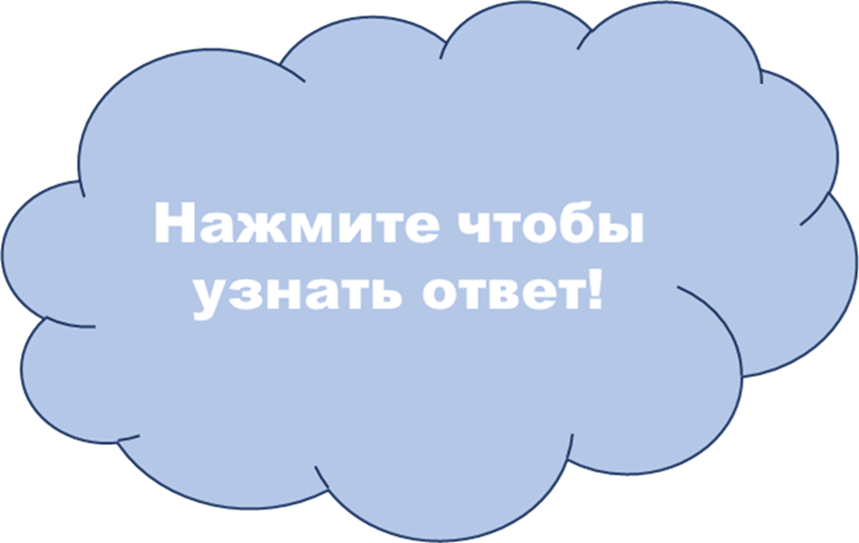 Нажмите чтобы
узнать ответ!